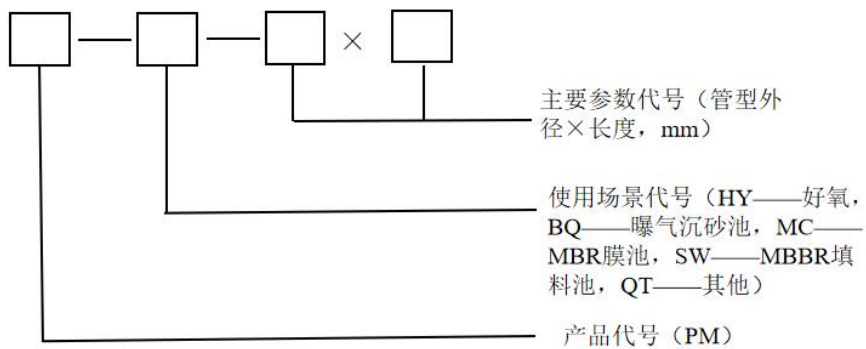 ×
主要参数代号（管型外
径×长度，mm）
使用场景代号（HY——好氧，
BQ——曝气沉砂池，MC——
MBR膜池，SW——MBBR填
料池，QT——其他）
产品代号（PM）